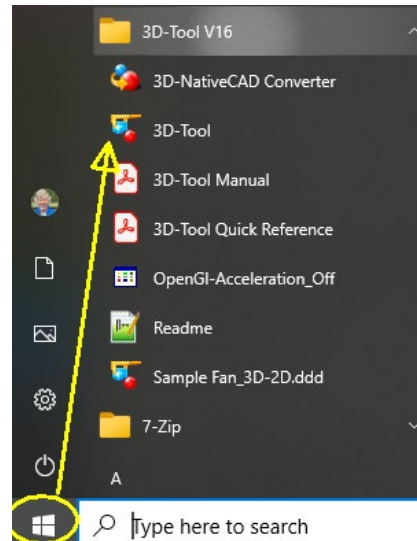 3D-Tool V16
3D-NativeCAD Converter
3D-Tool
3D-Tool Manual
3D-Tool Quick Reference
OpenGl-Acceleration_Off
Readme
Sample Fan_3D-2D.ddd
7-Zip
A
Type here to search